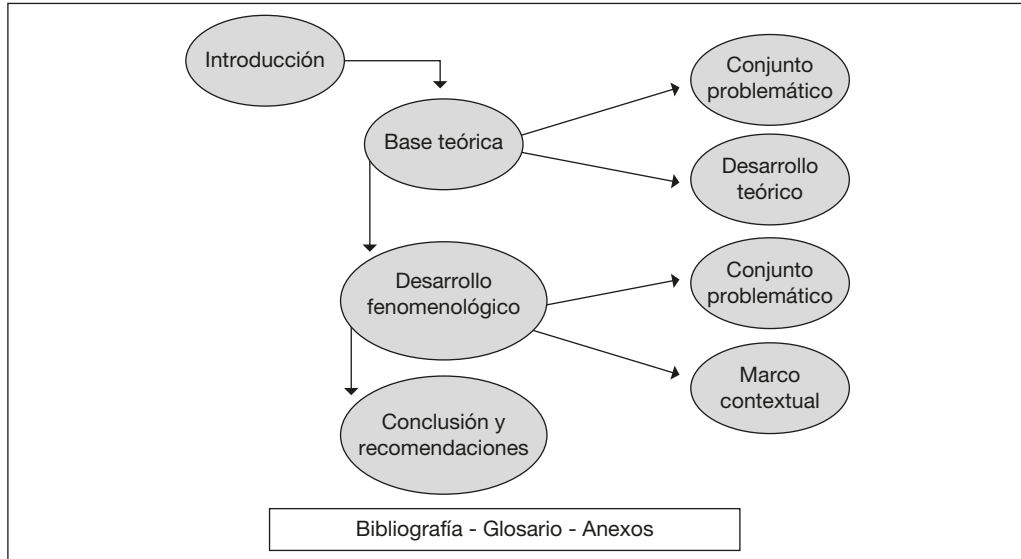 Introducción
Conjunto
problemático
Base teórica
Desarrollo
teórico
Desarrollo
fenomenológico
Conjunto
problemático
Marco
contextual
Conclusión y
recomendaciones
Bibliografía - Glosario - Anexos